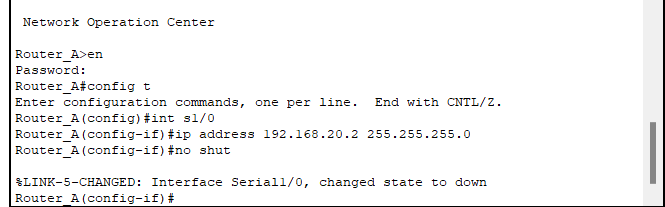 Network Operation Center
Router_A>en
Password:
Router_A#config t
Enter configuration commands, one per line.  End with CNTL/Z.
Router_A(config)#int s1/0
Router_A(config-if)#ip address 192.168.20.2 255.255.255.0
Router_A(config-if)#no shut
%LINK-5-CHANGED: Interface Serial1/0, changed state to down
Router_A(config-if)#